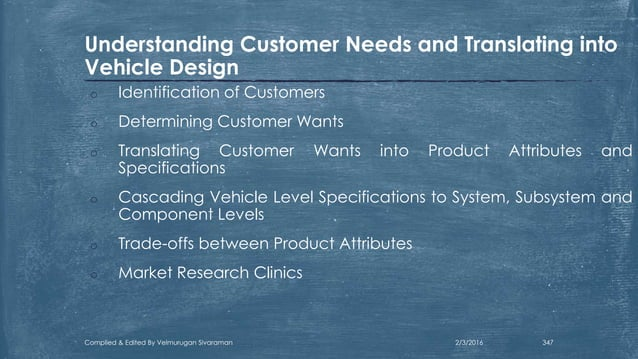 Understanding Customer Needs and Translating into
Vehicle Design
o Identification of Customers
o Determining Customer Wants
o Translating Customer Wants into Product Attributes and
Specifications
o Cascading Vehicle Level Specifications to System, Subsystem and
Component Levels
o Trade-offs between Product Attributes
o Market Research Clinics
Complied & Edited By Velmurugan Sivaraman 2/3/2016 347